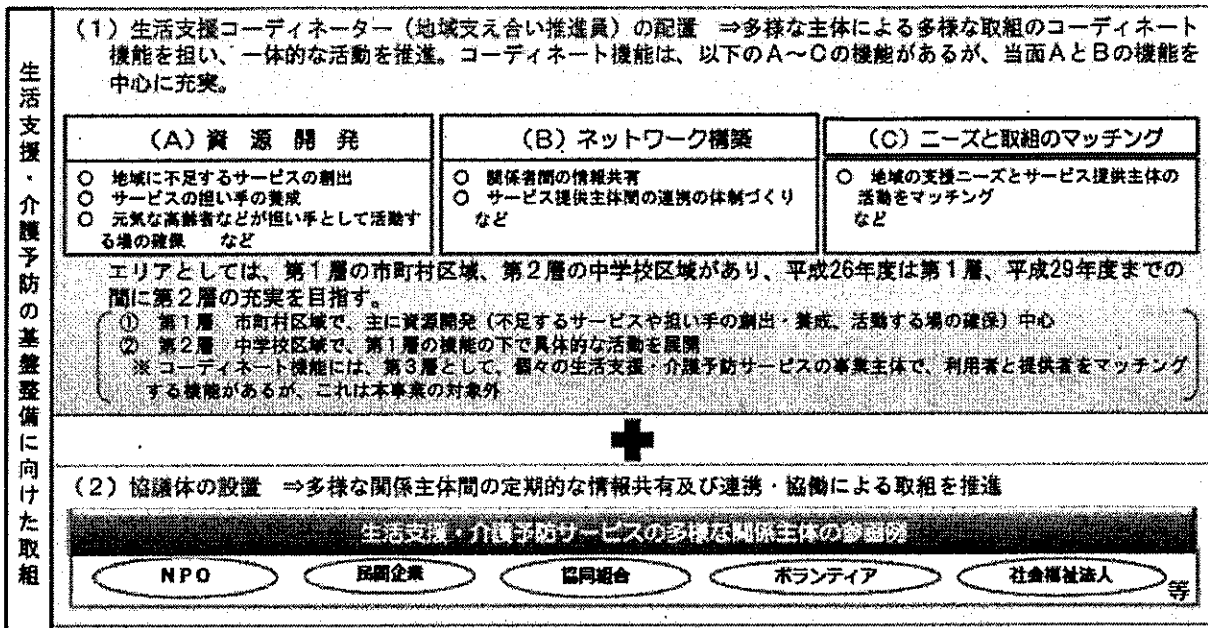 生活支援・介護予防の基盤整備に向けた取組
(1)生活支援コーディネーター(地域支え合い推進員)の配置 ⇒多様な主体による多様な取組のコーディネート
機能を担い、一体的な活動を推進。コーディネート機能は、以下のA~Cの機能があるが、当面AとBの機能を
中心に充実。
(A)資 源 開 発
○ 地域に不足するサービスの創出
○ サービスの担い手の養成
○ 元気な高齢者などが担い手として活動す
る場の確保 など
(B)ネットワーク構築
○ 関係者間の情報共有
○ サービス提供主体間の連携の体制づくり
など
(C)ニーズと取組のマッチング
○ 地域の支援ニーズとサービス提供主体の
活動をマッチング
など
エリアとしては、第1層の市町村区域、第2層の中学校区域があり、平成26年度は第1層、平成29年度までの
間に第2層の充実を目指す。
① 第1層 市町村区域で、主に資源開発(不足するサービスや担い手の創出・養成、活動する場の確保)中心
② 第2層 中学校区域で、第1層の機能の下で具体的な活動を展開
※ コーディネート機能には、第3層として、個々の生活支援・介護予防サービスの事業主体で、利用者と提供者をマッチング
する機能があるが、これは本事業の対象外
(2)協議体の設置 ⇒多様な関係主体間の定期的な情報共有及び連携・協働による取組を推進
生活支援・介護予防サービスの多様な関係主体の参画例
NPO
民間企業
協同組合
ボランティア
社会福祉法人
等